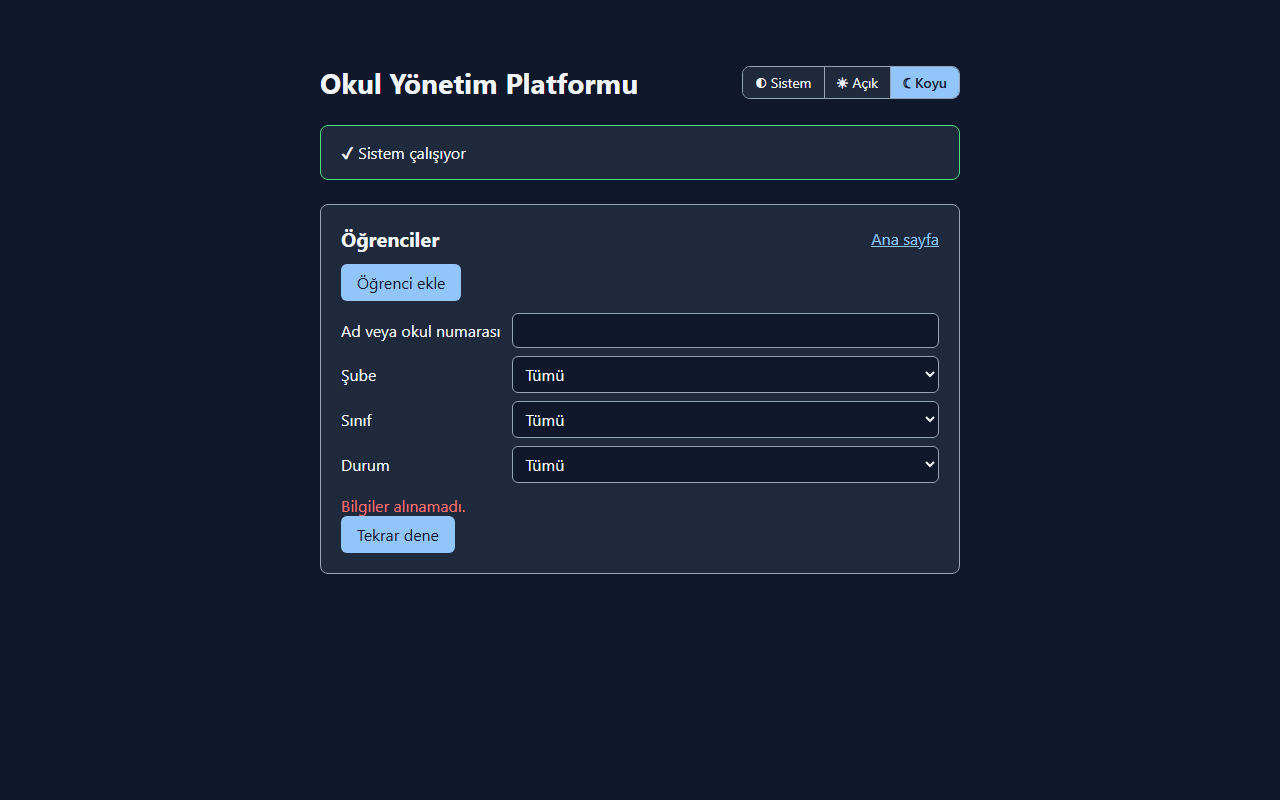 Okul Yönetim Platformu
◐ Sistem ☀ Açık ☾ Koyu
✔ Sistem çalışıyor
Öğrenciler Ana sayfa
Öğrenci ekle
Ad veya okul numarası
Şube Tümü
Sınıf Tümü
Durum Tümü
Bilgiler alınamadı.
Tekrar dene